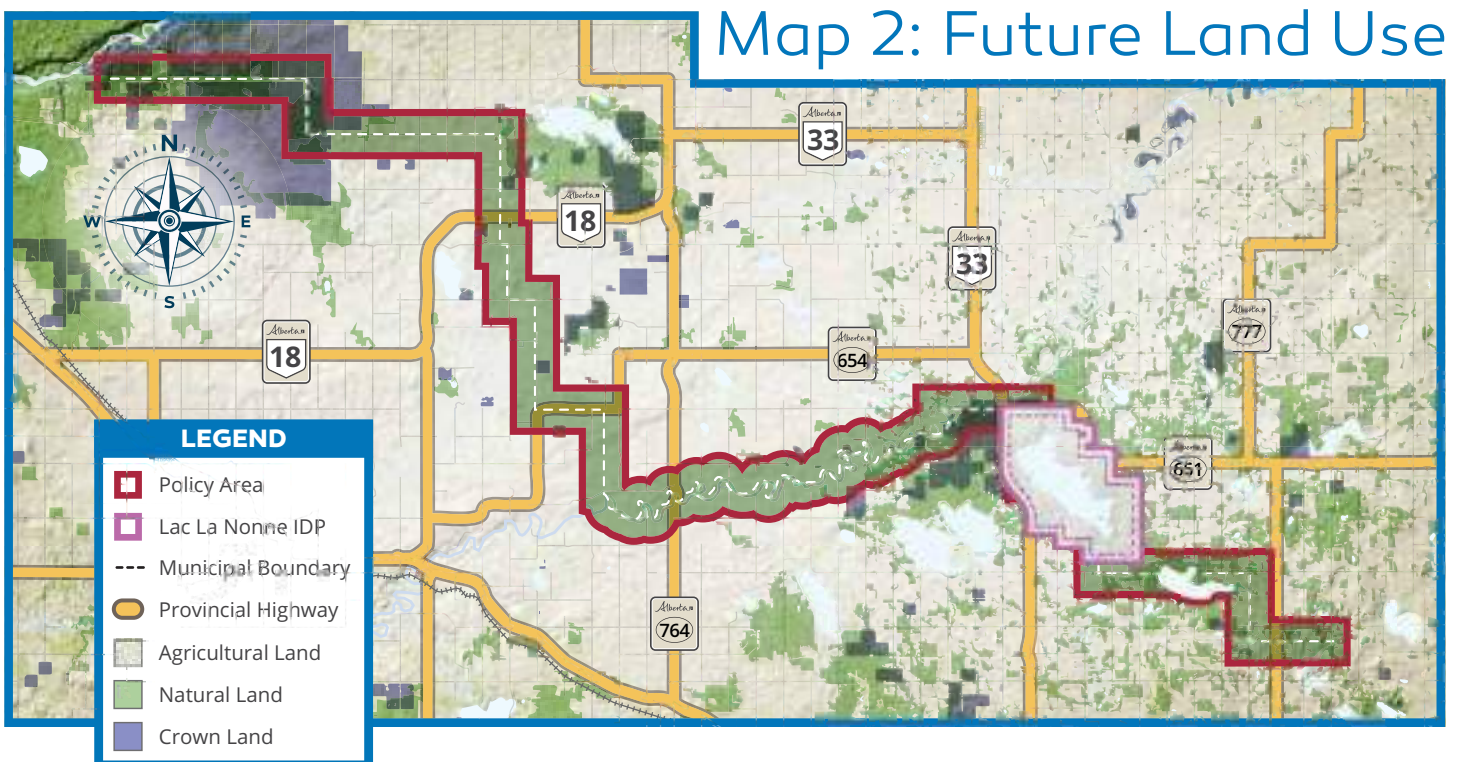 Map 2: Future Land Use
Alberta
33
N
W
E
S
Alberta
18
Alberta
33
Alberta
777
Alberta
18
Alberta
654
Alberta
651
Alberta
764
LEGEND
Policy Area
Lac La Nonne IDP
Municipal Boundary
Provincial Highway
Agricultural Land
Natural Land
Crown Land